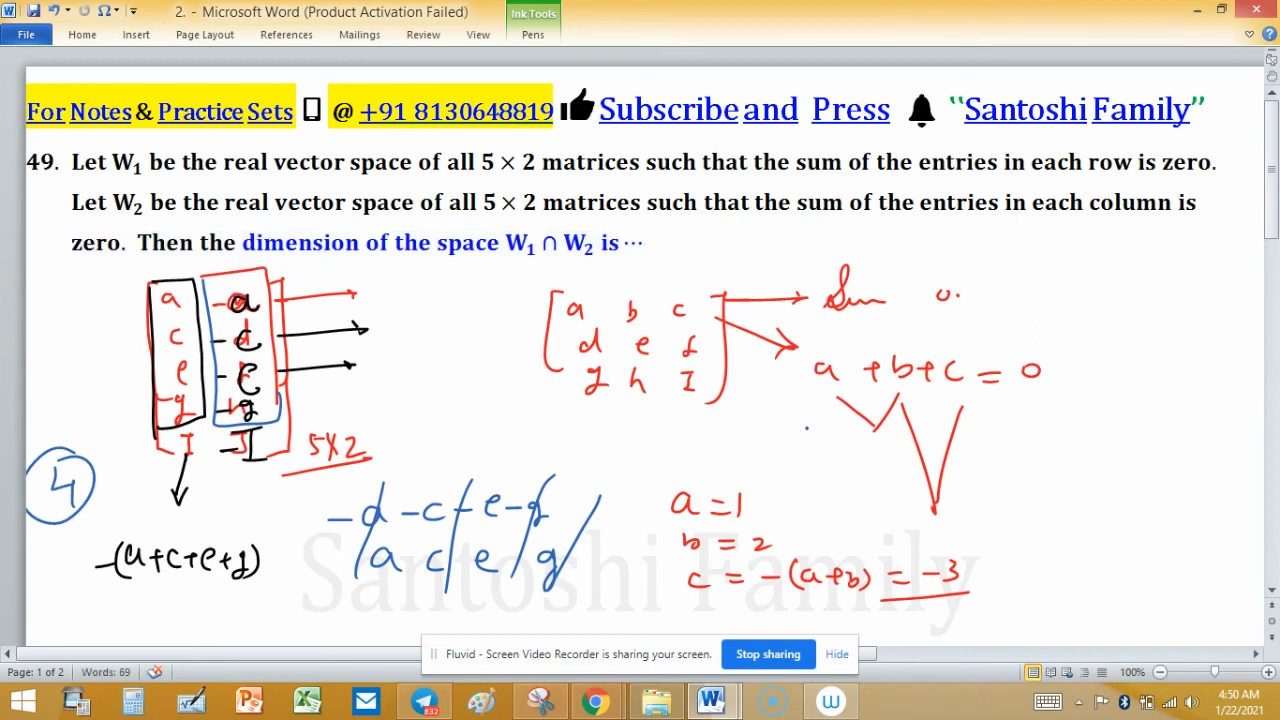 2. - Microsoft Word (Product Activation Failed)
Ink Tools
File Home Insert Page Layout References Mailings Review View Pens
For Notes & Practice Sets @ +91 8130648819 Subscribe and Press "Santoshi Family"
49. Let W₁ be the real vector space of all 5 × 2 matrices such that the sum of the entries in each row is zero.
Let W₂ be the real vector space of all 5 × 2 matrices such that the sum of the entries in each column is
zero. Then the dimension of the space W₁ ∩ W₂ is ⋯
a -a
c -c
e -e
-g -g
I -I
5X2
4
-(a+c+e+g)
-a -c - e - g
a c e g
a b c
d e f
g h I
Sum 0.
a + b + c = 0
a = 1
b = 2
c = -(a+b) = -3
Santoshi Family
Fluvid - Screen Video Recorder is sharing your screen. Stop sharing Hide
Page: 1 of 2 Words: 69 100%
832
4:50 AM
1/22/2021